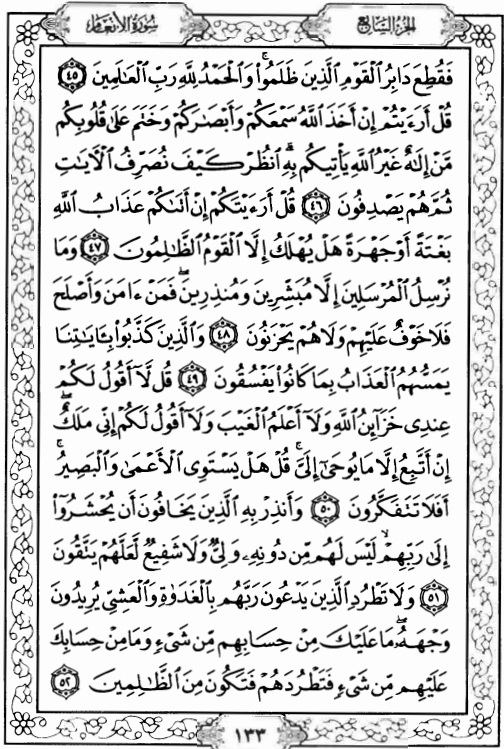 الجزء السابع
سورة الأنعام
فَقُطِعَ دَابِرُ ٱلْقَوْمِ ٱلَّذِينَ ظَلَمُوا۟ ۚ وَٱلْحَمْدُ لِلَّهِ رَبِّ ٱلْعَـٰلَمِينَ ٤٥
قُلْ أَرَءَيْتُمْ إِنْ أَخَذَ ٱللَّهُ سَمْعَكُمْ وَأَبْصَـٰرَكُمْ وَخَتَمَ عَلَىٰ قُلُوبِكُم
مَّنْ إِلَـٰهٌ غَيْرُ ٱللَّهِ يَأْتِيكُم بِهِ ۗ ٱنظُرْ كَيْفَ نُصَرِّفُ ٱلْـَٔايَـٰتِ
ثُمَّ هُمْ يَصْدِفُونَ ٤٦ قُلْ أَرَءَيْتَكُمْ إِنْ أَتَىٰكُمْ عَذَابُ ٱللَّهِ
بَغْتَةً أَوْ جَهْرَةً هَلْ يُهْلَكُ إِلَّا ٱلْقَوْمُ ٱلظَّـٰلِمُونَ ٤٧ وَمَا
نُرْسِلُ ٱلْمُرْسَلِينَ إِلَّا مُبَشِّرِينَ وَمُنذِرِينَ ۖ فَمَنْ ءَامَنَ وَأَصْلَحَ
فَلَا خَوْفٌ عَلَيْهِمْ وَلَا هُمْ يَحْزَنُونَ ٤٨ وَٱلَّذِينَ كَذَّبُوا۟ بِـَٔايَـٰتِنَا
يَمَسُّهُمُ ٱلْعَذَابُ بِمَا كَانُوا۟ يَفْسُقُونَ ٤٩ قُل لَّآ أَقُولُ لَكُمْ
عِندِى خَزَآئِنُ ٱللَّهِ وَلَآ أَعْلَمُ ٱلْغَيْبَ وَلَآ أَقُولُ لَكُمْ إِنِّى مَلَكٌ ۖ
إِنْ أَتَّبِعُ إِلَّا مَا يُوحَىٰٓ إِلَىَّ ۚ قُلْ هَلْ يَسْتَوِى ٱلْأَعْمَىٰ وَٱلْبَصِيرُ ۚ
أَفَلَا تَتَفَكَّرُونَ ٥٠ وَأَنذِرْ بِهِ ٱلَّذِينَ يَخَافُونَ أَن يُحْشَرُوٓا۟
إِلَىٰ رَبِّهِمْ ۙ لَيْسَ لَهُم مِّن دُونِهِۦ وَلِىٌّ وَلَا شَفِيعٌ لَّعَلَّهُمْ يَتَّقُونَ
٥١ وَلَا تَطْرُدِ ٱلَّذِينَ يَدْعُونَ رَبَّهُم بِٱلْغَدَوٰةِ وَٱلْعَشِىِّ يُرِيدُونَ
وَجْهَهُۥ ۖ مَا عَلَيْكَ مِنْ حِسَابِهِم مِّن شَىْءٍ وَمَا مِنْ حِسَابِكَ
عَلَيْهِم مِّن شَىْءٍ فَتَطْرُدَهُمْ فَتَكُونَ مِنَ ٱلظَّـٰلِمِينَ ٥٢
١٣٣